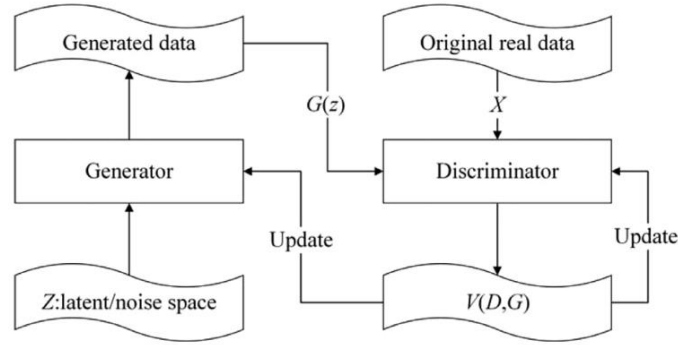 Generated data
Original real data
G(z)
X
Generator
Discriminator
Update
Update
Z:latent/noise space
V(D,G)